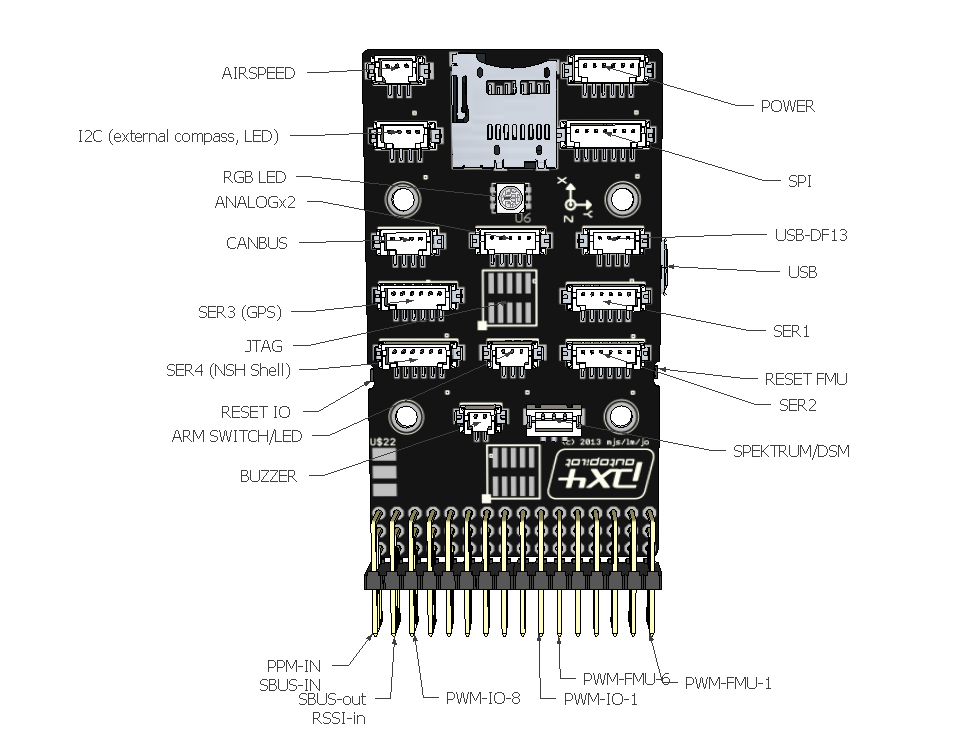 AIRSPEED
POWER
I2C (external compass, LED)
SPI
RGB LED
X
Y
Z
U6
ANALOGx2
CANBUS
USB-DF13
USB
SER3 (GPS)
SER1
JTAG
SER4 (NSH Shell)
RESET FMU
RESET IO
SER2
ARM SWITCH/LED
U$22
(c) 2013 mjs/lm/jo
SPEKTRUM/DSM
BUZZER
PX4
autopilot
PPM-IN
SBUS-IN
SBUS-out
RSSI-in
PWM-IO-8
PWM-IO-1
PWM-FMU-6
PWM-FMU-1